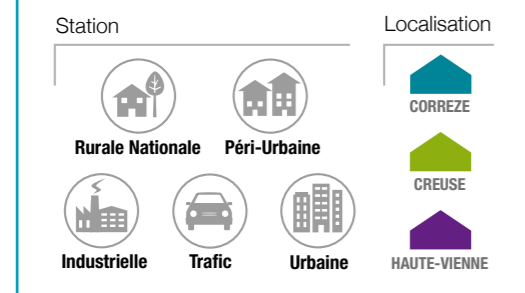 Station
Rurale Nationale
Péri-Urbaine
Industrielle
Trafic
Urbaine
Localisation
CORREZE
CREUSE
HAUTE-VIENNE